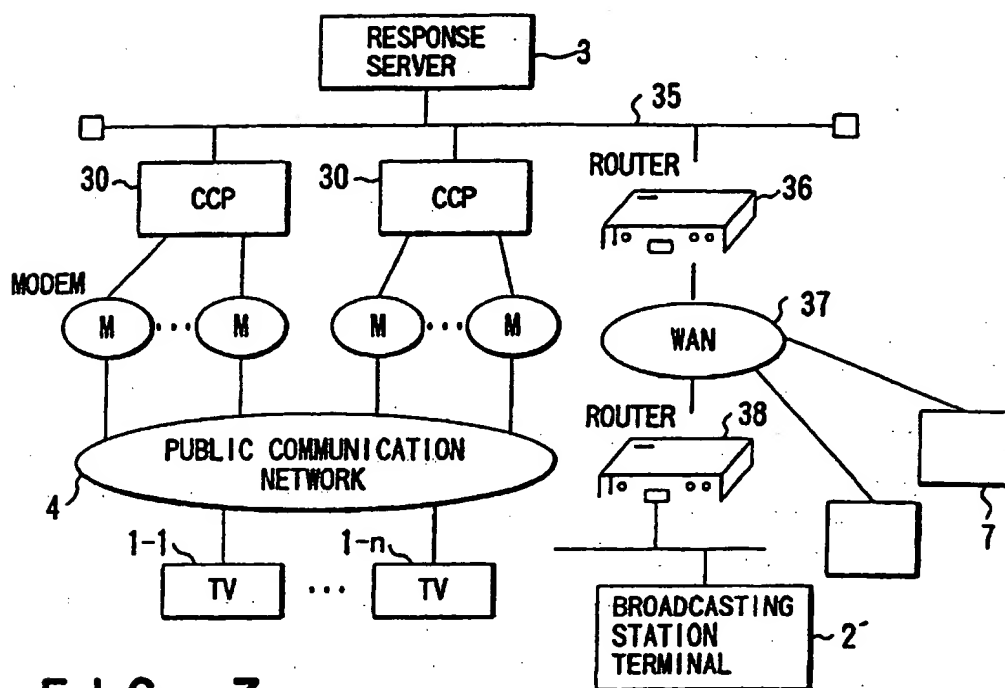 RESPONSE
SERVER
3
35
30
CCP
30
CCP
ROUTER
36
MODEM
M
M
M
M
WAN
37
ROUTER
38
PUBLIC COMMUNICATION
NETWORK
4
7
1-1
TV
1-n
TV
BROADCASTING
STATION
TERMINAL
2